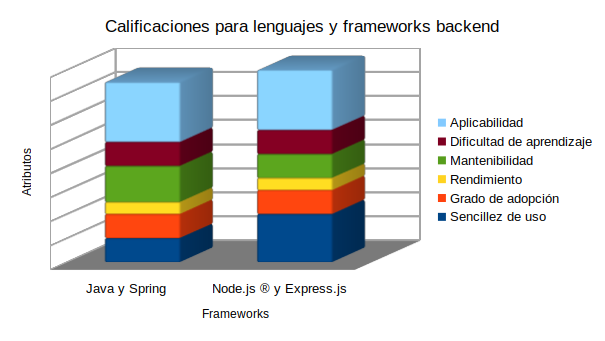 Calificaciones para lenguajes y frameworks backend
Atributos
Aplicabilidad
Dificultad de aprendizaje
Mantenibilidad
Rendimiento
Grado de adopción
Sencillez de uso
Java y Spring
Node.js ® y Express.js
Frameworks